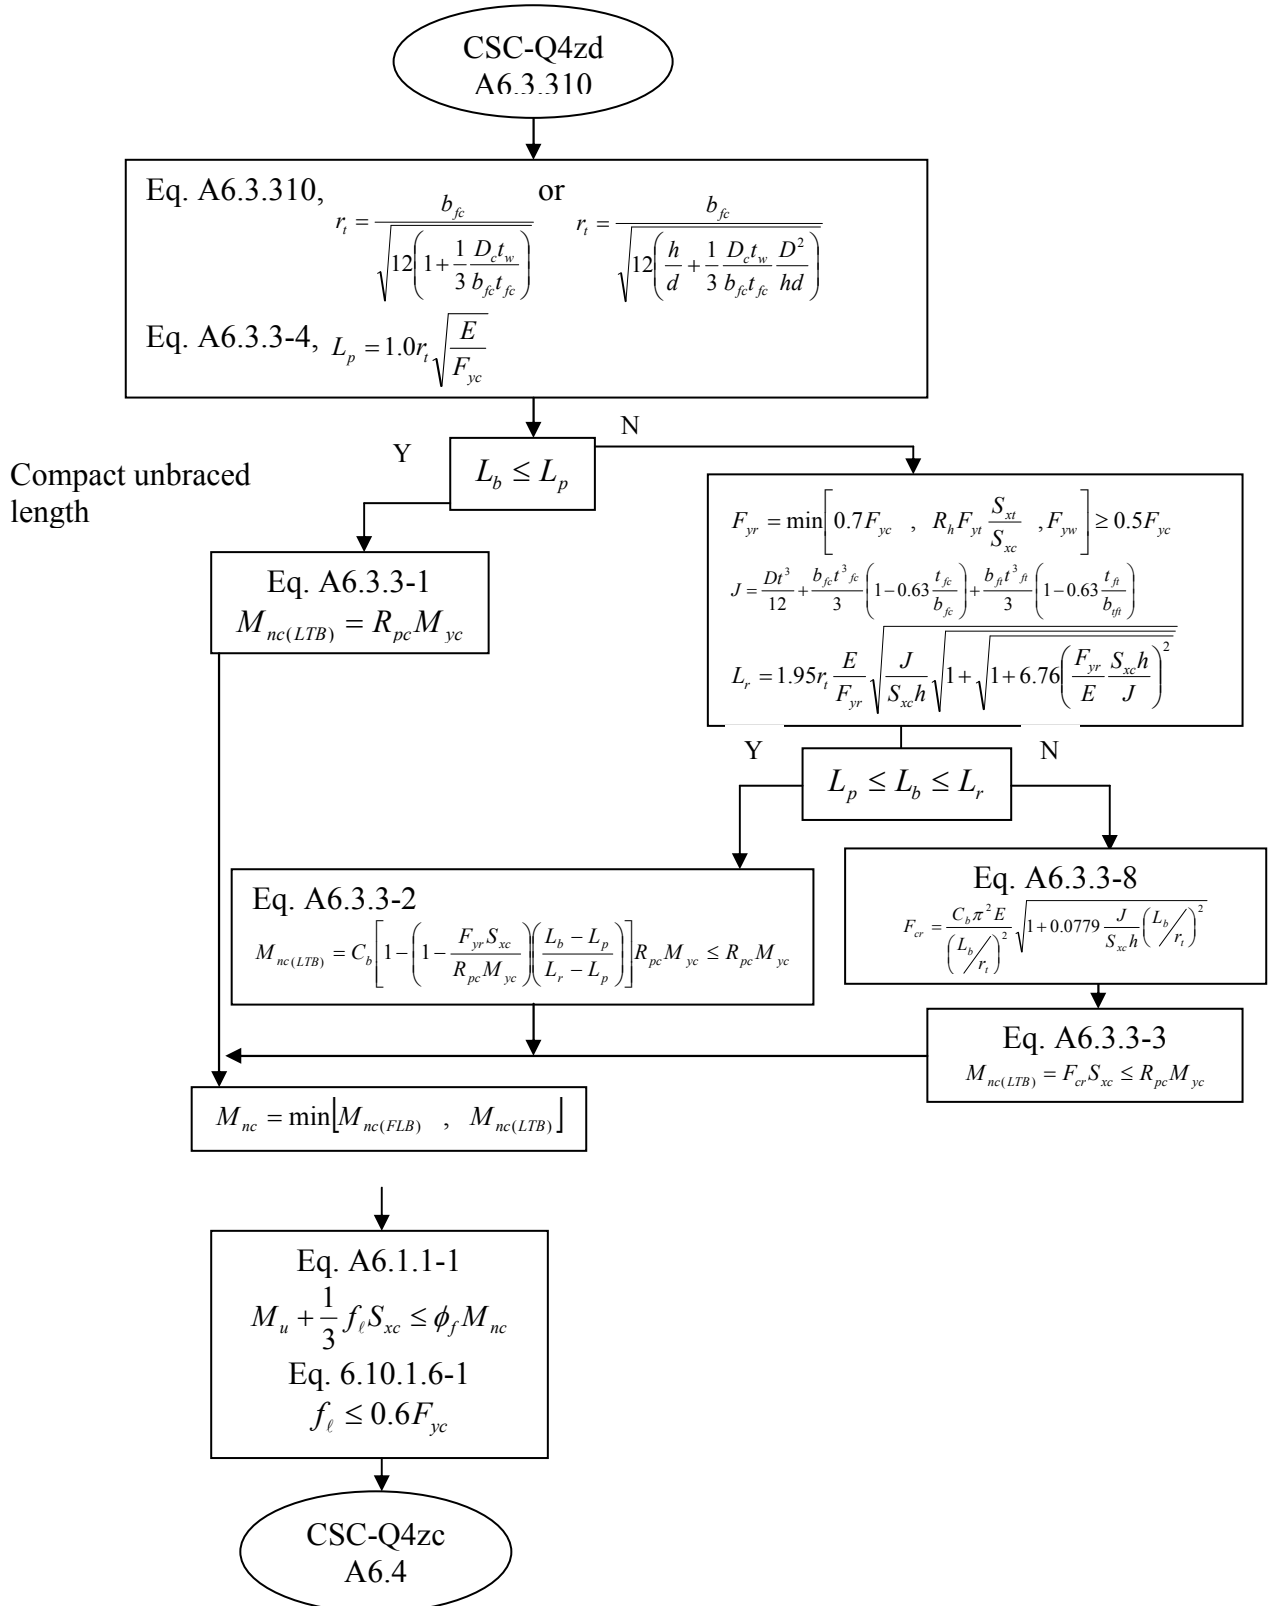 CSC-Q4zd
A6.3.310
Eq. A6.3.310, r_t = b_fc / √(12(1 + 1/3 D_c t_w / b_fc t_fc)) or r_t = b_fc / √(12(h/d + 1/3 D_c t_w / b_fc t_fc D²/hd))
Eq. A6.3.3-4, L_p = 1.0r_t √(E/F_yc)
Y N
Compact unbraced
length
L_b ≤ L_p
F_yr = min[0.7F_yc , R_h F_yt S_xt/S_xc , F_yw] ≥ 0.5F_yc
J = Dt³/12 + b_fc t³_fc/3 (1 − 0.63 t_fc/b_fc) + b_ft t³_ft/3 (1 − 0.63 t_ft/b_tft)
L_r = 1.95r_t E/F_yr √(J/S_xc h) √(1 + √(1 + 6.76(F_yr/E S_xc h/J)²))
Eq. A6.3.3-1
M_nc(LTB) = R_pc M_yc
Y N
L_p ≤ L_b ≤ L_r
Eq. A6.3.3-2
M_nc(LTB) = C_b[1 − (1 − F_yr S_xc / R_pc M_yc)(L_b − L_p / L_r − L_p)]R_pc M_yc ≤ R_pc M_yc
Eq. A6.3.3-8
F_cr = C_b π² E / (L_b/r_t)² √(1 + 0.0779 J/S_xc h (L_b/r_t)²)
Eq. A6.3.3-3
M_nc(LTB) = F_cr S_xc ≤ R_pc M_yc
M_nc = min⌊M_nc(FLB) , M_nc(LTB)⌋
Eq. A6.1.1-1
M_u + 1/3 f_ℓ S_xc ≤ ϕ_f M_nc
Eq. 6.10.1.6-1
f_ℓ ≤ 0.6F_yc
CSC-Q4zc
A6.4